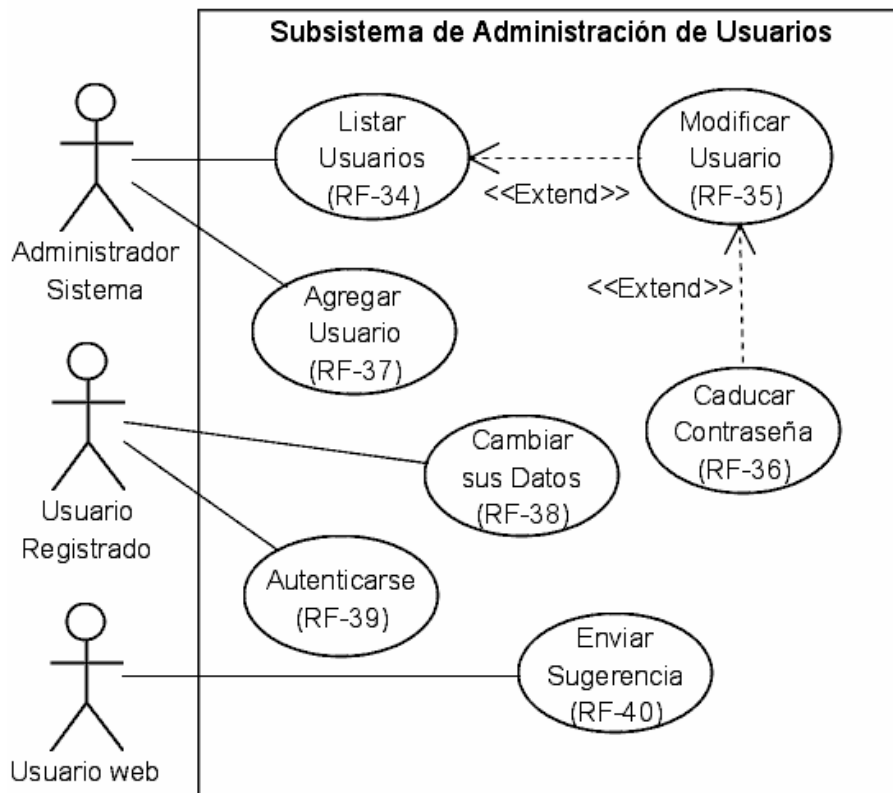 Subsistema de Administración de Usuarios
Listar
Usuarios
(RF-34)
<<Extend>>
Modificar
Usuario
(RF-35)
Administrador
Sistema
<<Extend>>
Agregar
Usuario
(RF-37)
Caducar
Contraseña
(RF-36)
Cambiar
sus Datos
(RF-38)
Usuario
Registrado
Autenticarse
(RF-39)
Enviar
Sugerencia
(RF-40)
Usuario web